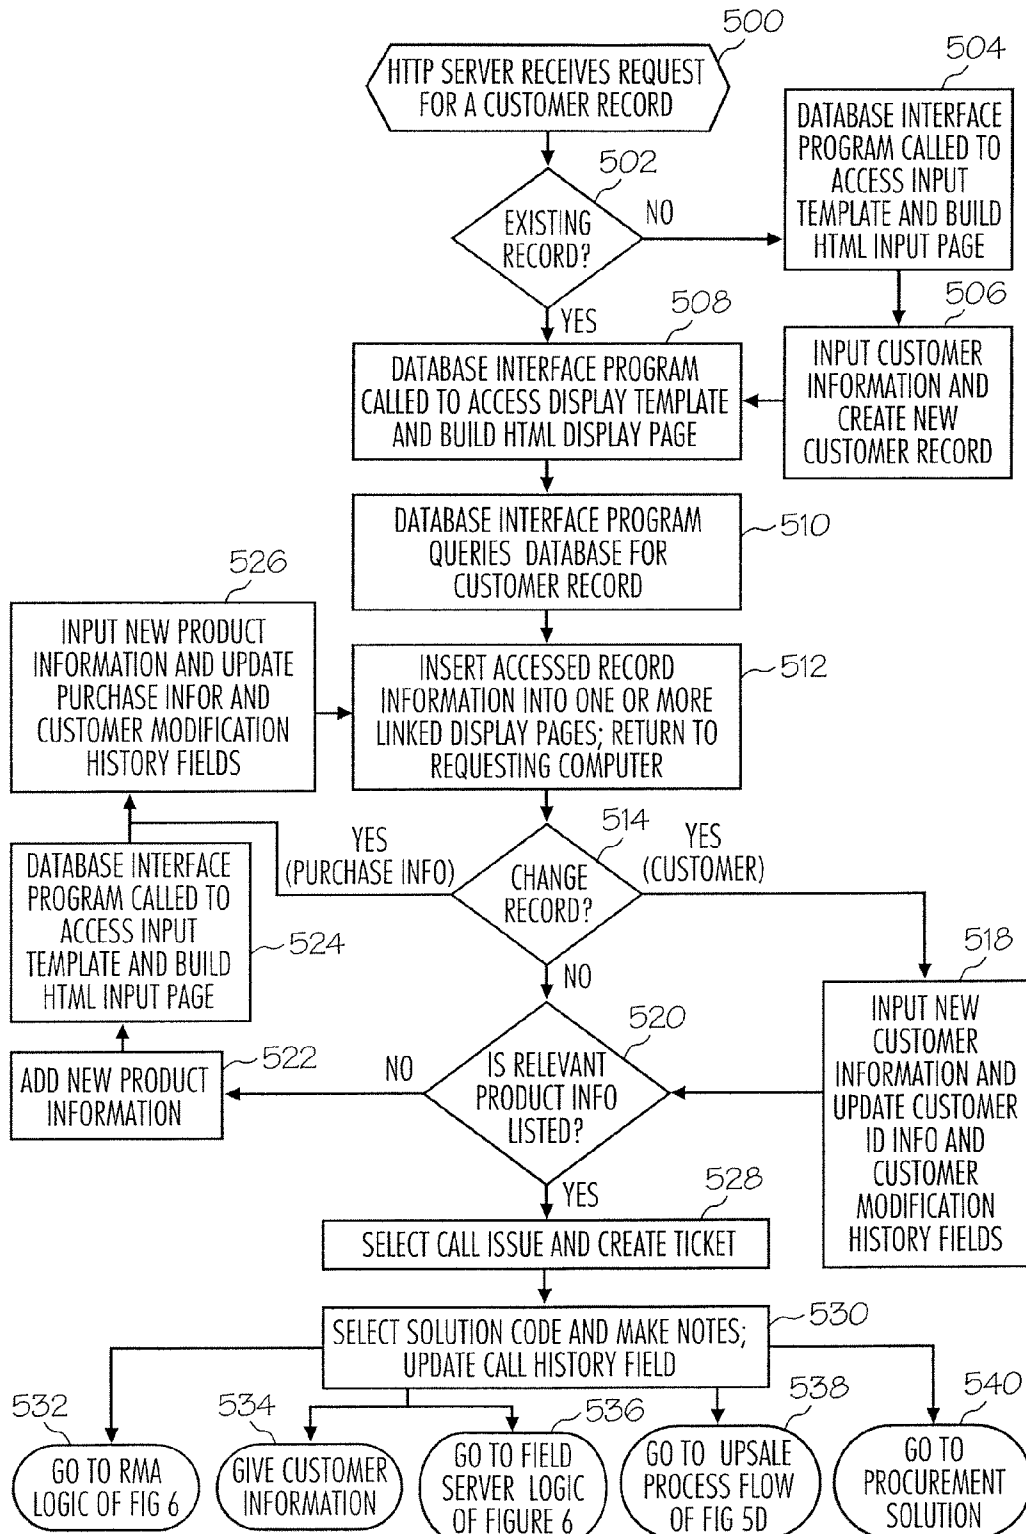 500
HTTP SERVER RECEIVES REQUEST
FOR A CUSTOMER RECORD
504
DATABASE INTERFACE
PROGRAM CALLED TO
ACCESS INPUT
TEMPLATE AND BUILD
HTML INPUT PAGE
502
EXISTING
RECORD?
NO
YES
506
INPUT CUSTOMER
INFORMATION AND
CREATE NEW
CUSTOMER RECORD
508
DATABASE INTERFACE PROGRAM
CALLED TO ACCESS DISPLAY TEMPLATE
AND BUILD HTML DISPLAY PAGE
510
DATABASE INTERFACE PROGRAM
QUERIES DATABASE FOR
CUSTOMER RECORD
526
INPUT NEW PRODUCT
INFORMATION AND UPDATE
PURCHASE INFOR AND
CUSTOMER MODIFICATION
HISTORY FIELDS
512
INSERT ACCESSED RECORD
INFORMATION INTO ONE OR MORE
LINKED DISPLAY PAGES; RETURN TO
REQUESTING COMPUTER
514
CHANGE
RECORD?
YES
(PURCHASE INFO)
YES
(CUSTOMER)
NO
524
DATABASE INTERFACE
PROGRAM CALLED TO
ACCESS INPUT
TEMPLATE AND BUILD
HTML INPUT PAGE
518
INPUT NEW
CUSTOMER
INFORMATION AND
UPDATE CUSTOMER
ID INFO AND
CUSTOMER
MODIFICATION
HISTORY FIELDS
520
IS RELEVANT
PRODUCT INFO
LISTED?
NO
YES
522
ADD NEW PRODUCT
INFORMATION
528
SELECT CALL ISSUE AND CREATE TICKET
530
SELECT SOLUTION CODE AND MAKE NOTES;
UPDATE CALL HISTORY FIELD
532
GO TO RMA
LOGIC OF FIG 6
534
GIVE CUSTOMER
INFORMATION
536
GO TO FIELD
SERVER LOGIC
OF FIGURE 6
538
GO TO UPSALE
PROCESS FLOW
OF FIG 5D
540
GO TO
PROCUREMENT
SOLUTION